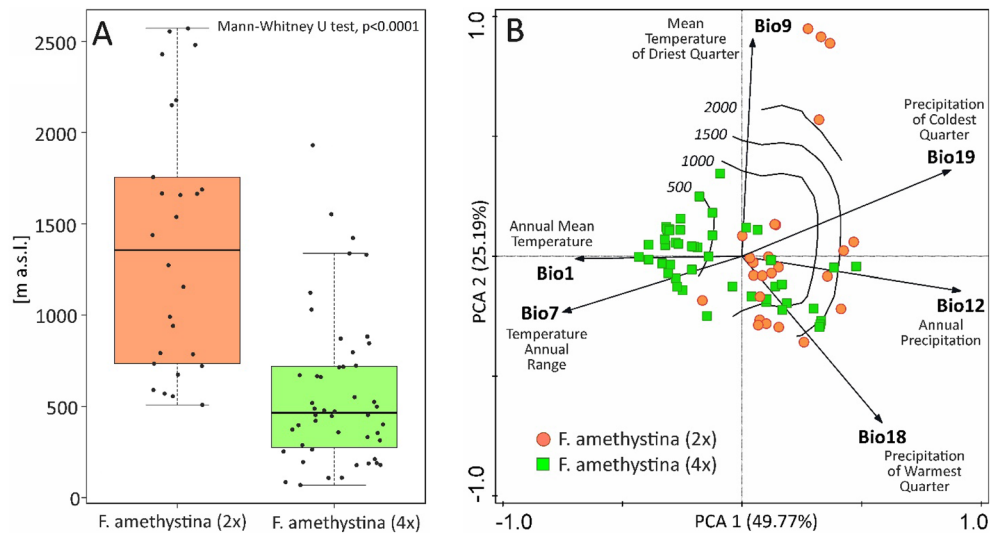 A
Mann-Whitney U test, p<0.0001
[m a.s.l.]
2500
2000
1500
1000
500
0
F. amethystina (2x)
F. amethystina (4x)
B
1.0
Mean
Temperature
of Driest Quarter
Bio9
Precipitation
of Coldest
Quarter
Bio19
2000
1500
1000
500
Annual Mean
Temperature
Bio1
Bio7
Temperature
Annual
Range
PCA 2 (25.19%)
Bio12
Annual
Precipitation
Bio18
Precipitation
of Warmest
Quarter
F. amethystina (2x)
F. amethystina (4x)
-1.0
-1.0
PCA 1 (49.77%)
1.0